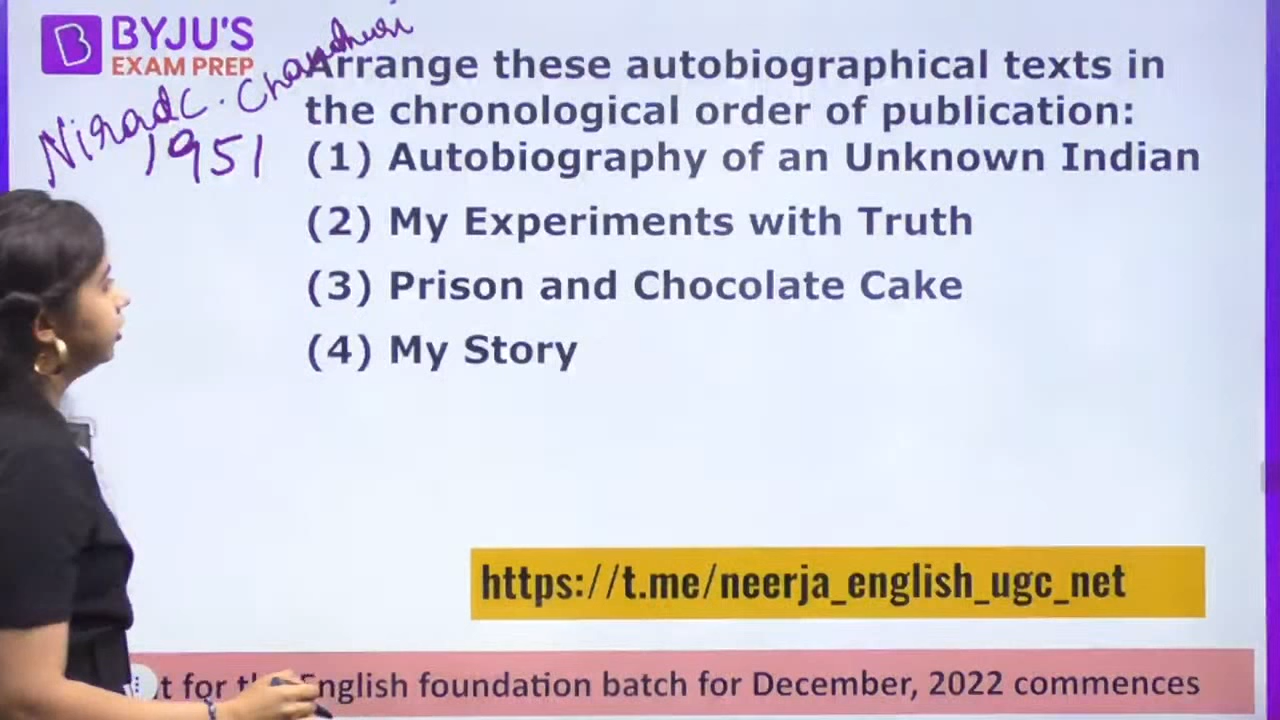 BYJU'S
EXAM PREP
Nirad C. Chaudhuri
1951
Arrange these autobiographical texts in
the chronological order of publication:
(1) Autobiography of an Unknown Indian
(2) My Experiments with Truth
(3) Prison and Chocolate Cake
(4) My Story
https://t.me/neerja_english_ugc_net
t for the English foundation batch for December, 2022 commences